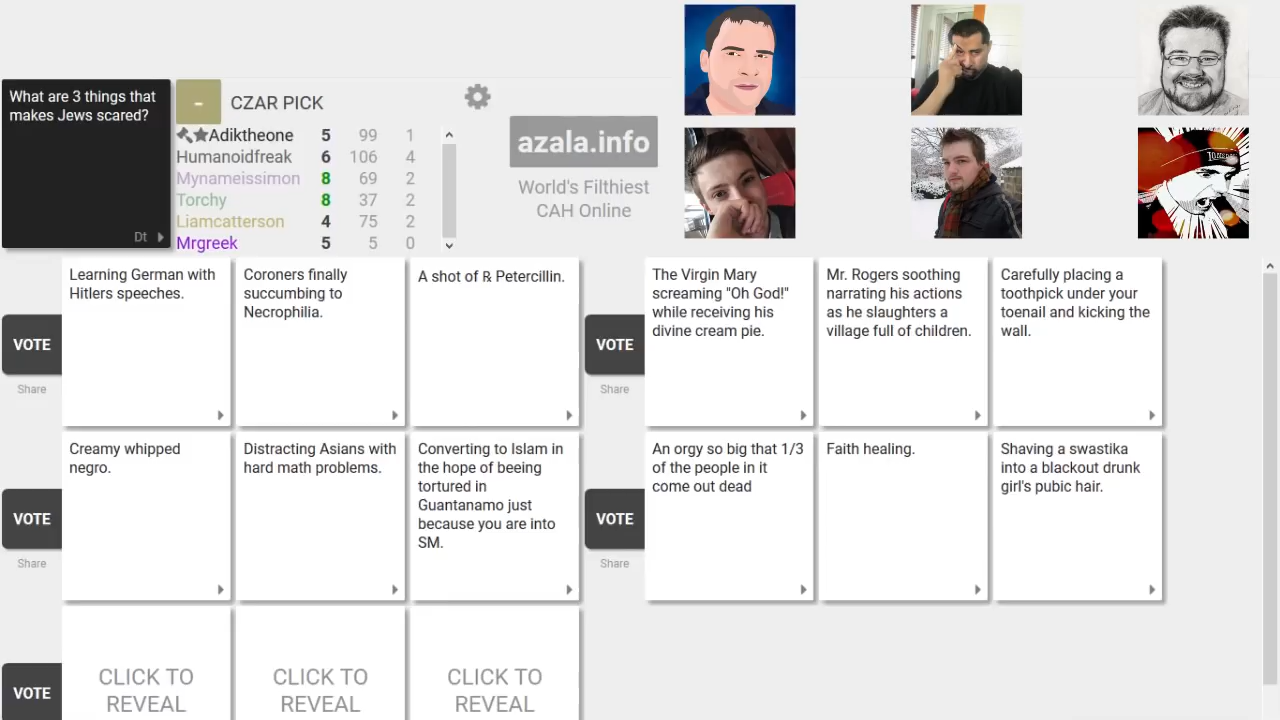 What are 3 things that
makes Jews scared?
Dt
-
CZAR PICK
Adiktheone 5 99 1
Humanoidfreak 6 106 4
Mynameissimon 8 69 2
Torchy 8 37 2
Liamcatterson 4 75 2
Mrgreek 5 5 0
azala.info
World's Filthiest
CAH Online
VOTE
Share
Learning German with
Hitlers speeches.
Coroners finally
succumbing to
Necrophilia.
A shot of ℞ Petercillin.
VOTE
Share
The Virgin Mary
screaming "Oh God!"
while receiving his
divine cream pie.
Mr. Rogers soothing
narrating his actions
as he slaughters a
village full of children.
Carefully placing a
toothpick under your
toenail and kicking the
wall.
VOTE
Share
Creamy whipped
negro.
Distracting Asians with
hard math problems.
Converting to Islam in
the hope of beeing
tortured in
Guantanamo just
because you are into
SM.
VOTE
Share
An orgy so big that 1/3
of the people in it
come out dead
Faith healing.
Shaving a swastika
into a blackout drunk
girl's pubic hair.
VOTE
CLICK TO
REVEAL
CLICK TO
REVEAL
CLICK TO
REVEAL